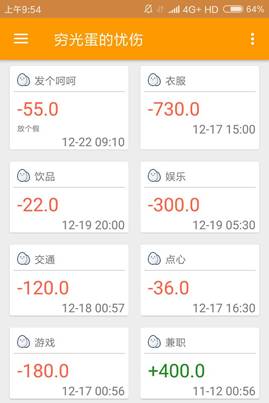 上午9:54
4G+ HD
64%
穷光蛋的忧伤
发个呵呵
-55.0
放个假
12-22 09:10
衣服
-730.0
12-17 15:00
饮品
-22.0
12-19 20:00
娱乐
-300.0
12-19 05:30
交通
-120.0
12-18 00:57
点心
-36.0
12-17 16:30
游戏
-180.0
12-17 00:56
兼职
+400.0
11-12 00:56